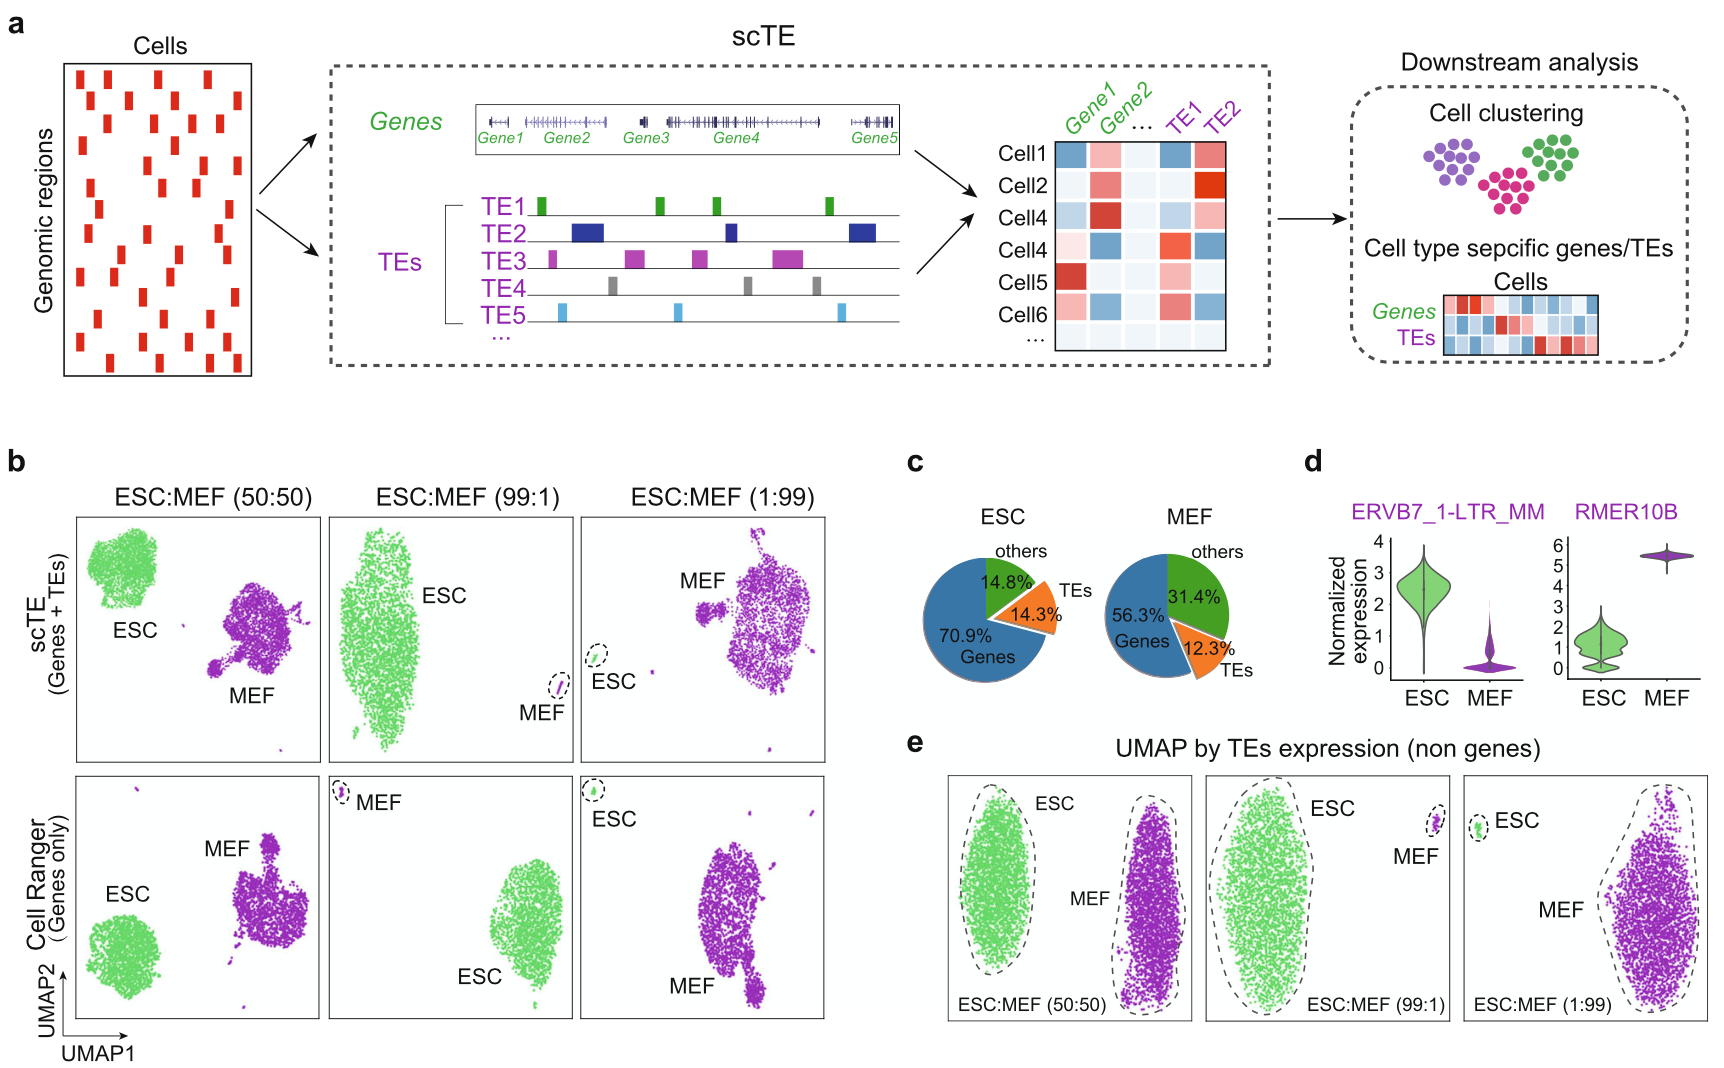 a
Cells
Genomic regions
scTE
Genes
Gene1
Gene2
Gene3
Gene4
Gene5
TEs
TE1
TE2
TE3
TE4
TE5
...
Gene1
Gene2
...
TE1
TE2
Cell1
Cell2
Cell4
Cell4
Cell5
Cell6
...
Downstream analysis
Cell clustering
Cell type sepcific genes/TEs
Cells
Genes
TEs
b
ESC:MEF (50:50)
ESC:MEF (99:1)
ESC:MEF (1:99)
scTE
(Genes + TEs)
ESC
MEF
ESC
MEF
MEF
ESC
Cell Ranger
( Genes only)
MEF
ESC
MEF
ESC
ESC
MEF
UMAP2
UMAP1
c
ESC
others
14.8%
TEs
14.3%
70.9%
Genes
MEF
others
31.4%
56.3%
Genes
12.3%
TEs
d
ERVB7_1-LTR_MM
RMER10B
Normalized
expression
4
3
2
1
0
ESC
MEF
6
5
4
3
2
1
0
ESC
MEF
e
UMAP by TEs expression (non genes)
ESC
MEF
ESC:MEF (50:50)
ESC
MEF
ESC:MEF (99:1)
ESC
MEF
ESC:MEF (1:99)